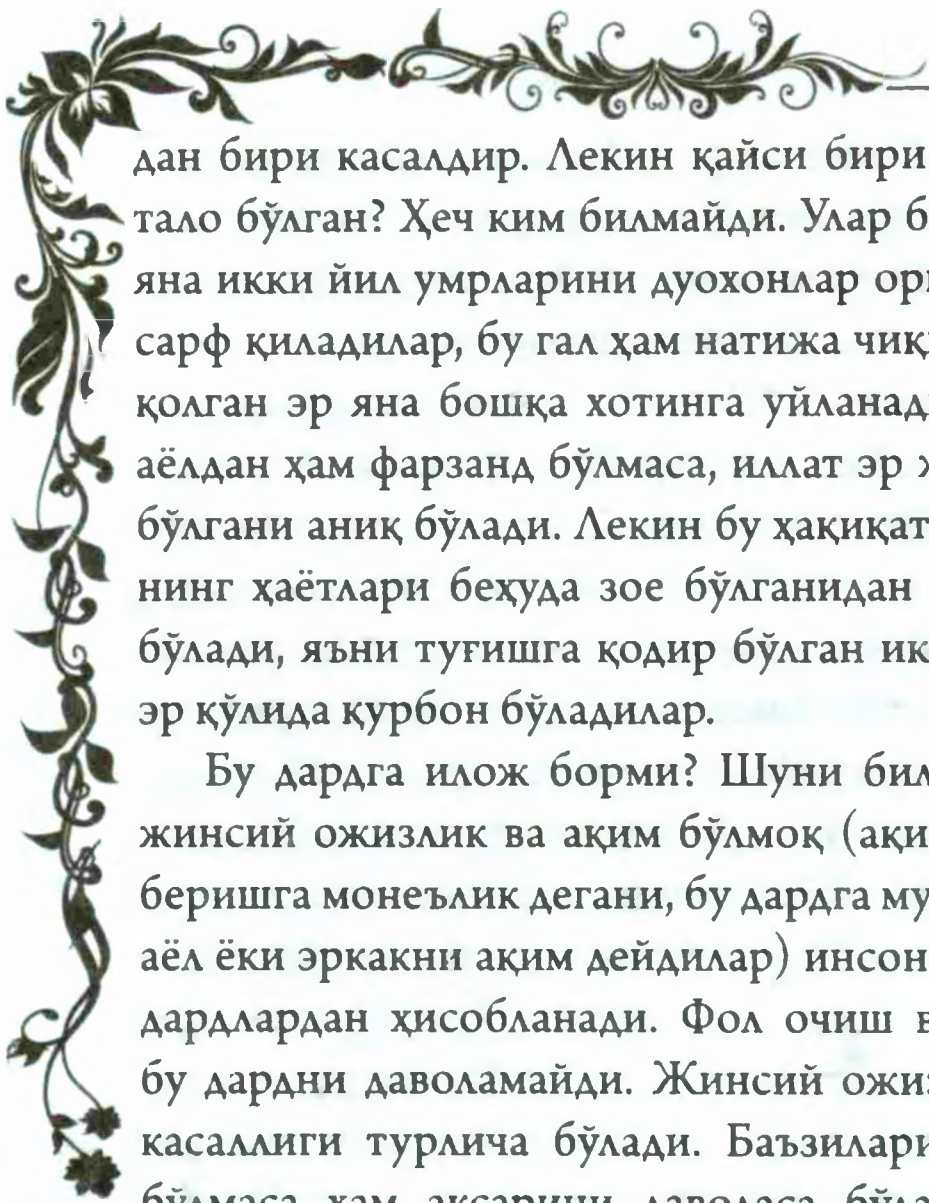 дан бири касалдир. Лекин қайси бири
тало бўлган? Ҳеч ким билмайди. Улар б
яна икки йил умрларини дуохонлар ор
сарф қиладилар, бу гал ҳам натижа чиқ
қолган эр яна бошқа хотинга уйланад
аёлдан ҳам фарзанд бўлмаса, иллат эр
бўлгани аниқ бўлади. Лекин бу ҳақиқат
нинг ҳаётлари беҳуда зое бўлганидан
бўлади, яъни туғишга қодир бўлган ик
эр қўлида қурбон бўладилар.
Бу дардга илож борми? Шуни бил
жинсий ожизлик ва ақим бўлмоқ (ақи
беришга монеълик дегани, бу дардга му
аёл ёки эркакни ақим дейдилар) инсон
дардлардан ҳисобланади. Фол очиш в
бу дардни даволамайди. Жинсий ожи
касаллиги турлича бўлади. Баъзилари
бўлмаса ҳам аксарини даволаса бўла